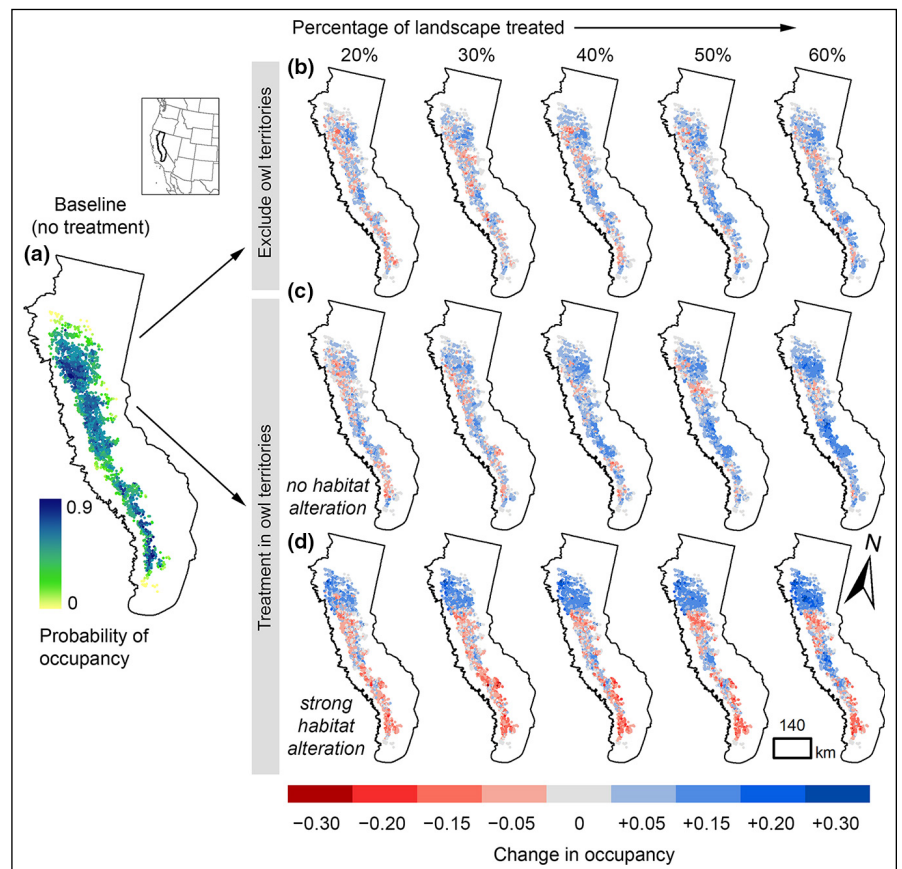 Percentage of landscape treated
20% 30% 40% 50% 60%
(b)
Exclude owl territories
Baseline
(no treatment)
(a)
0.9
0
Probability of
occupancy
(c)
Treatment in owl territories
no habitat
alteration
(d)
N
strong
habitat
alteration
140
km
−0.30 −0.20 −0.15 −0.05 0 +0.05 +0.15 +0.20 +0.30
Change in occupancy